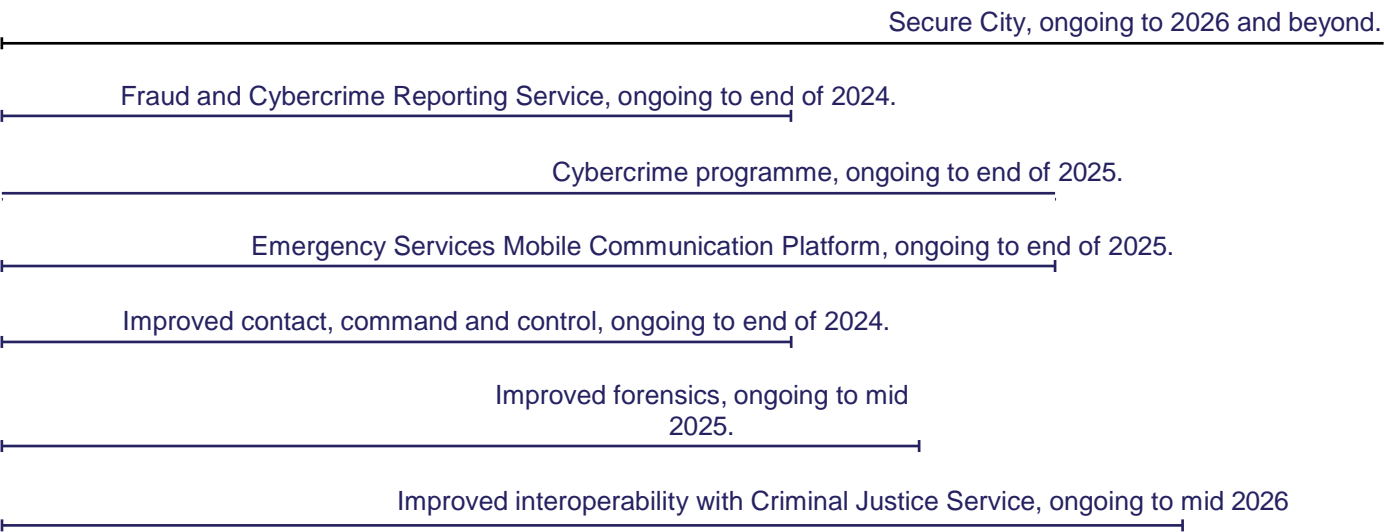 Secure City, ongoing to 2026 and beyond.
Fraud and Cybercrime Reporting Service, ongoing to end of 2024.
Cybercrime programme, ongoing to end of 2025.
Emergency Services Mobile Communication Platform, ongoing to end of 2025.
Improved contact, command and control, ongoing to end of 2024.
Improved forensics, ongoing to mid
2025.
Improved interoperability with Criminal Justice Service, ongoing to mid 2026